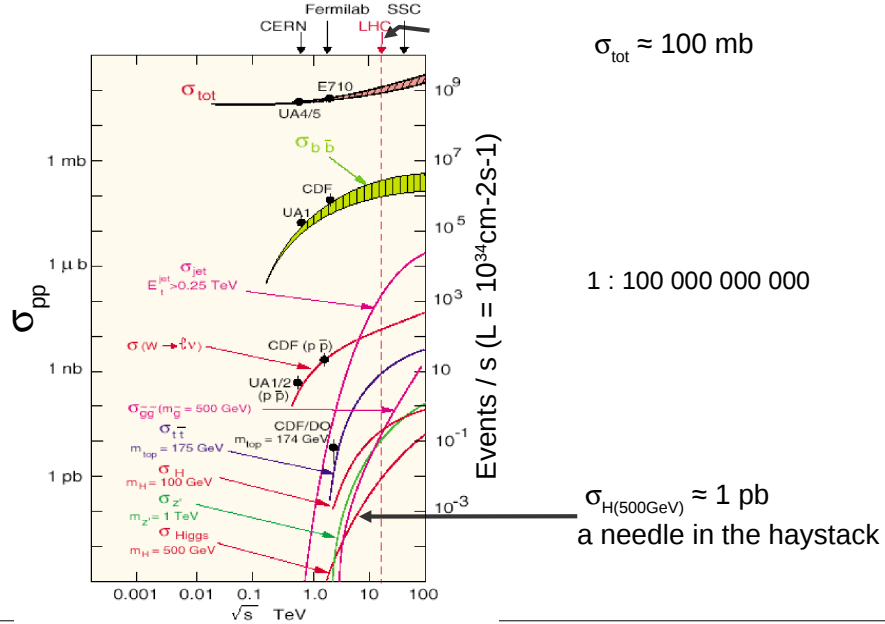 Fermilab SSC
CERN LHC
σtot ≈ 100 mb
σtot
E710
UA4/5
10⁹
σb b̅
1 mb
10⁷
CDF
UA1
10⁵
1 μb
σjet
Eₜʲᵉᵗ>0.25 TeV
10³
1 : 100 000 000 000
σpp
Events / s (L = 10³⁴cm-2s-1)
σ (W → ℓν)
CDF (p p̅)
1 nb
10
UA1/2
(p p̅)
σg̃g̃ (mg̃ = 500 GeV)
CDF/DO
mtop = 174 GeV
σt t̅
mtop = 175 GeV
10⁻¹
1 pb
σH
mH = 100 GeV
σz'
mz' = 1 TeV
10⁻³
σH(500GeV) ≈ 1 pb
a needle in the haystack
σHiggs
mH = 500 GeV
0.001 0.01 0.1 1.0 10 100
√s TeV